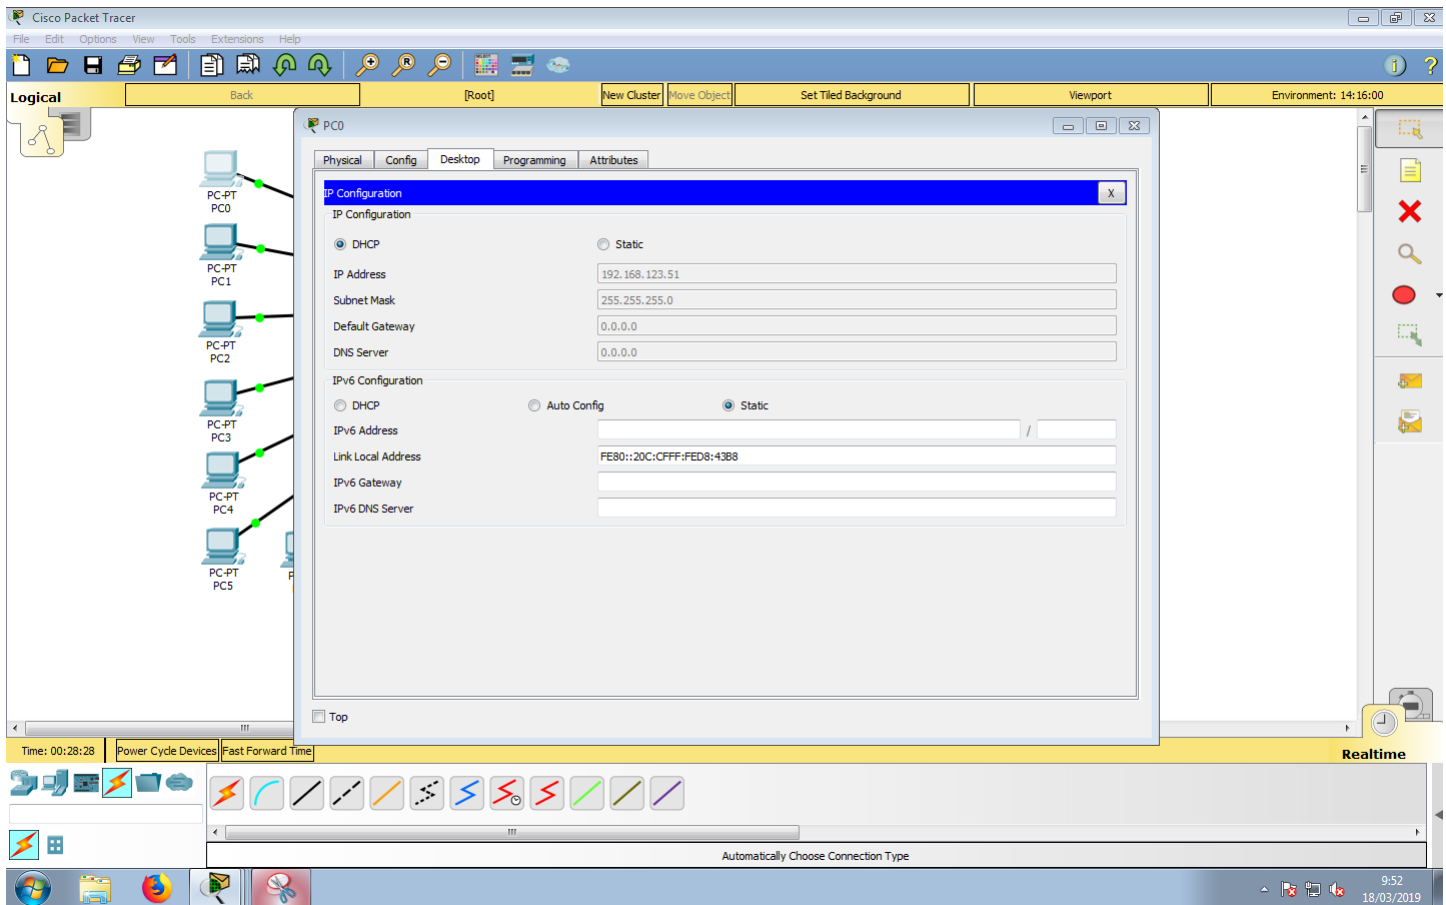 Cisco Packet Tracer
File Edit Options View Tools Extensions Help
Logical
Back
[Root]
New Cluster
Move Object
Set Tiled Background
Viewport
Environment: 14:16:00
PC-PT
PC0
PC-PT
PC1
PC-PT
PC2
PC-PT
PC3
PC-PT
PC4
PC-PT
PC5
P
PC0
Physical Config Desktop Programming Attributes
IP Configuration X
IP Configuration
DHCP Static
IP Address 192.168.123.51
Subnet Mask 255.255.255.0
Default Gateway 0.0.0.0
DNS Server 0.0.0.0
IPv6 Configuration
DHCP Auto Config Static
IPv6 Address /
Link Local Address FE80::20C:CFFF:FED8:43B8
IPv6 Gateway
IPv6 DNS Server
Top
Time: 00:28:28 Power Cycle Devices Fast Forward Time
Realtime
Automatically Choose Connection Type
9:52
18/03/2019